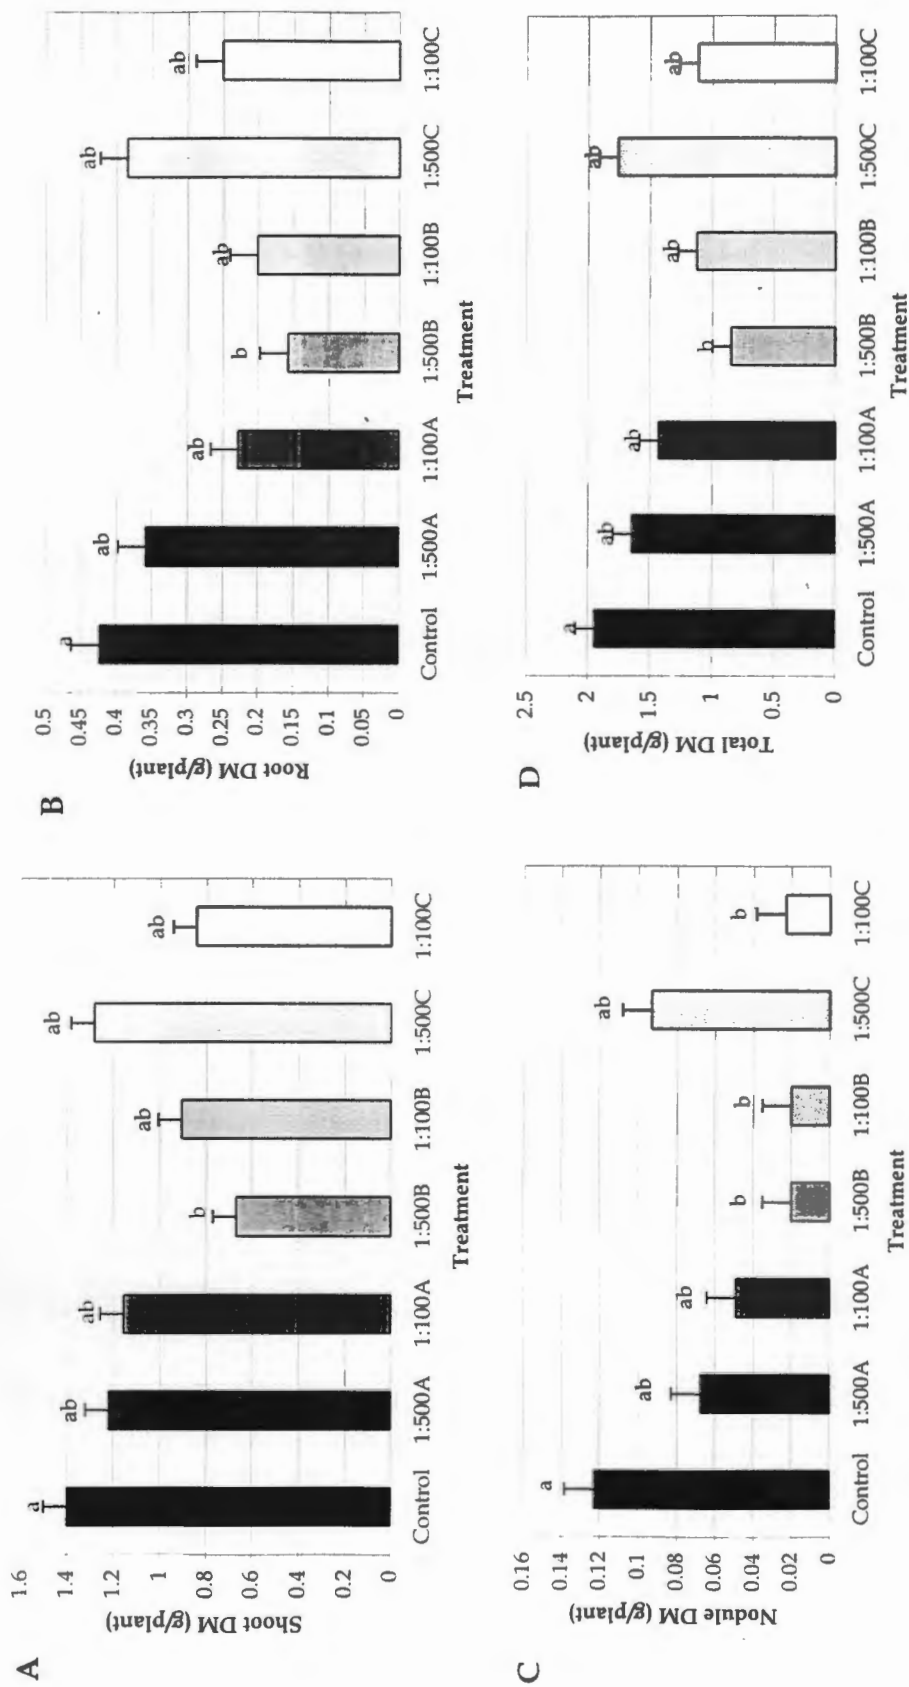 A
Shoot DM (g/plant)
1.6
1.4
1.2
1
0.8
0.6
0.4
0.2
0
a
ab
ab
b
ab
ab
ab
Control
1:500A
1:100A
1:500B
1:100B
1:500C
1:100C
Treatment
B
Root DM (g/plant)
0.5
0.45
0.4
0.35
0.3
0.25
0.2
0.15
0.1
0.05
0
a
ab
ab
b
ab
ab
ab
Control
1:500A
1:100A
1:500B
1:100B
1:500C
1:100C
Treatment
C
Nodule DM (g/plant)
0.16
0.14
0.12
0.1
0.08
0.06
0.04
0.02
0
a
ab
ab
b
b
ab
b
Control
1:500A
1:100A
1:500B
1:100B
1:500C
1:100C
Treatment
D
Total DM (g/plant)
2.5
2
1.5
1
0.5
0
a
ab
ab
b
ab
ab
ab
Control
1:500A
1:100A
1:500B
1:100B
1:500C
1:100C
Treatment